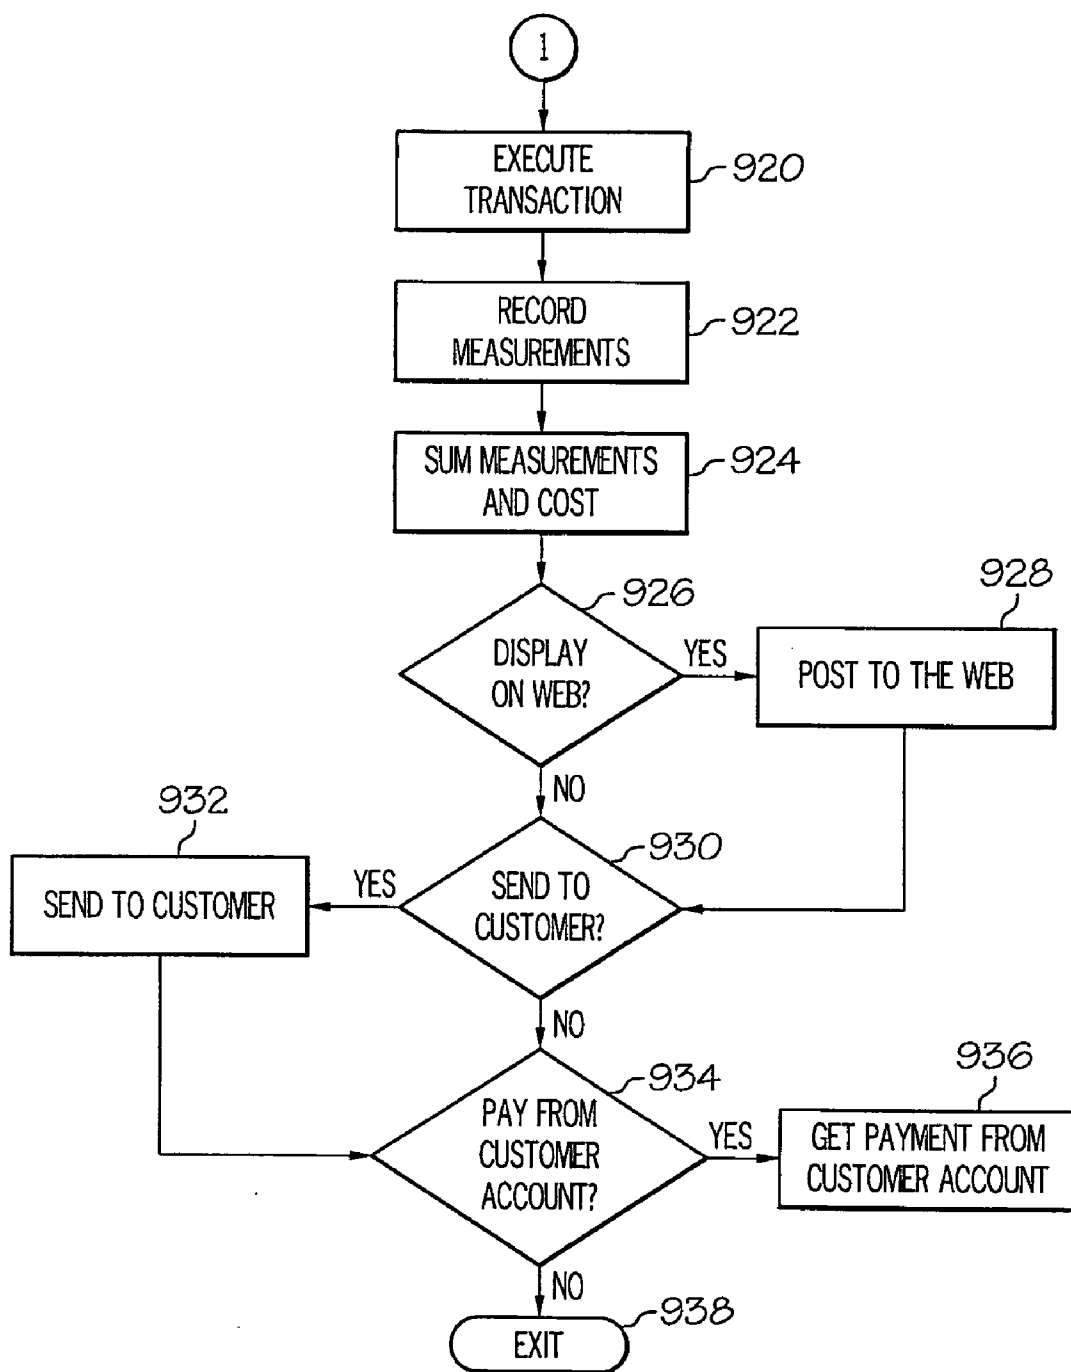 1
EXECUTE
TRANSACTION
920
RECORD
MEASUREMENTS
922
SUM MEASUREMENTS
AND COST
924
926
DISPLAY
ON WEB?
YES
928
POST TO THE WEB
NO
930
SEND TO
CUSTOMER?
YES
932
SEND TO CUSTOMER
NO
934
PAY FROM
CUSTOMER
ACCOUNT?
YES
936
GET PAYMENT FROM
CUSTOMER ACCOUNT
NO
938
EXIT